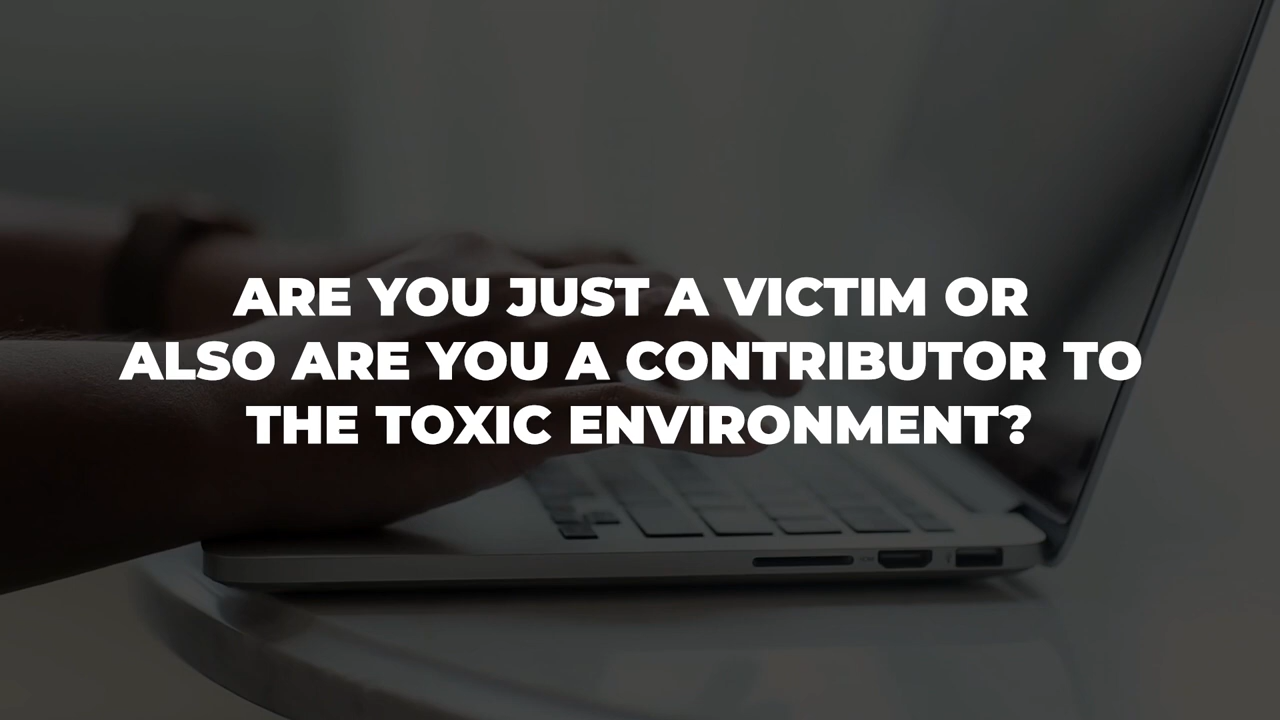 ARE YOU JUST A VICTIM OR
ALSO ARE YOU A CONTRIBUTOR TO
THE TOXIC ENVIRONMENT?